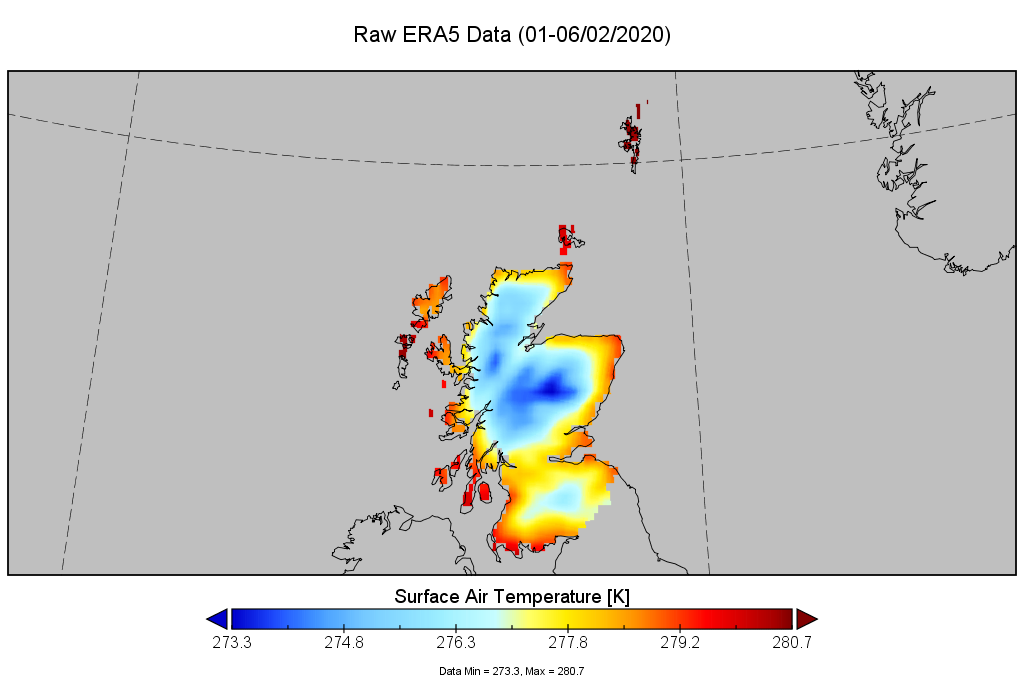 Raw ERA5 Data (01-06/02/2020)
Surface Air Temperature [K]
273.3 274.8 276.3 277.8 279.2 280.7
Data Min = 273.3, Max = 280.7